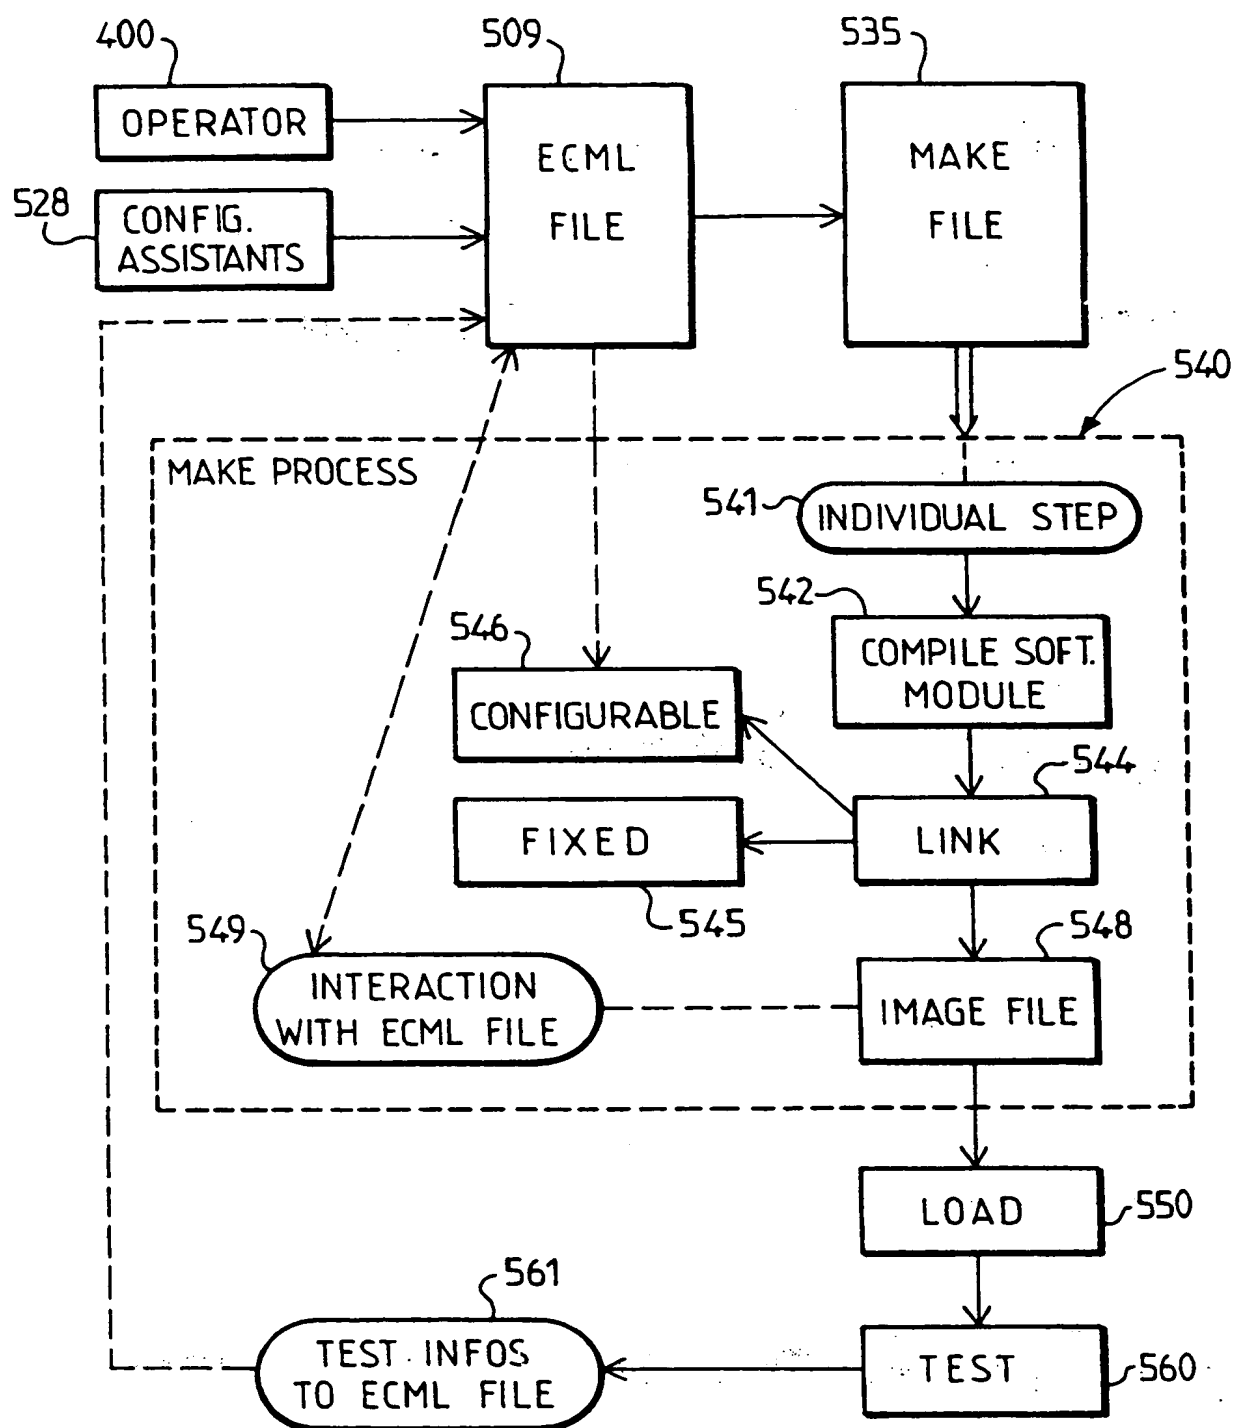 400
509
535
OPERATOR
ECML
FILE
MAKE
FILE
528
CONFIG.
ASSISTANTS
540
MAKE PROCESS
541
INDIVIDUAL STEP
542
COMPILE SOFT.
MODULE
546
CONFIGURABLE
544
FIXED
LINK
545
549
548
INTERACTION
WITH ECML FILE
IMAGE FILE
LOAD
550
561
TEST INFOS
TO ECML FILE
TEST
560